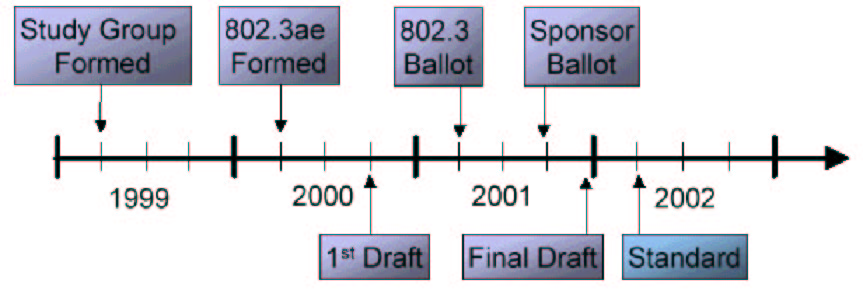 Study Group
Formed
802.3ae
Formed
802.3
Ballot
Sponsor
Ballot
1999
2000
2001
2002
1st Draft
Final Draft
Standard